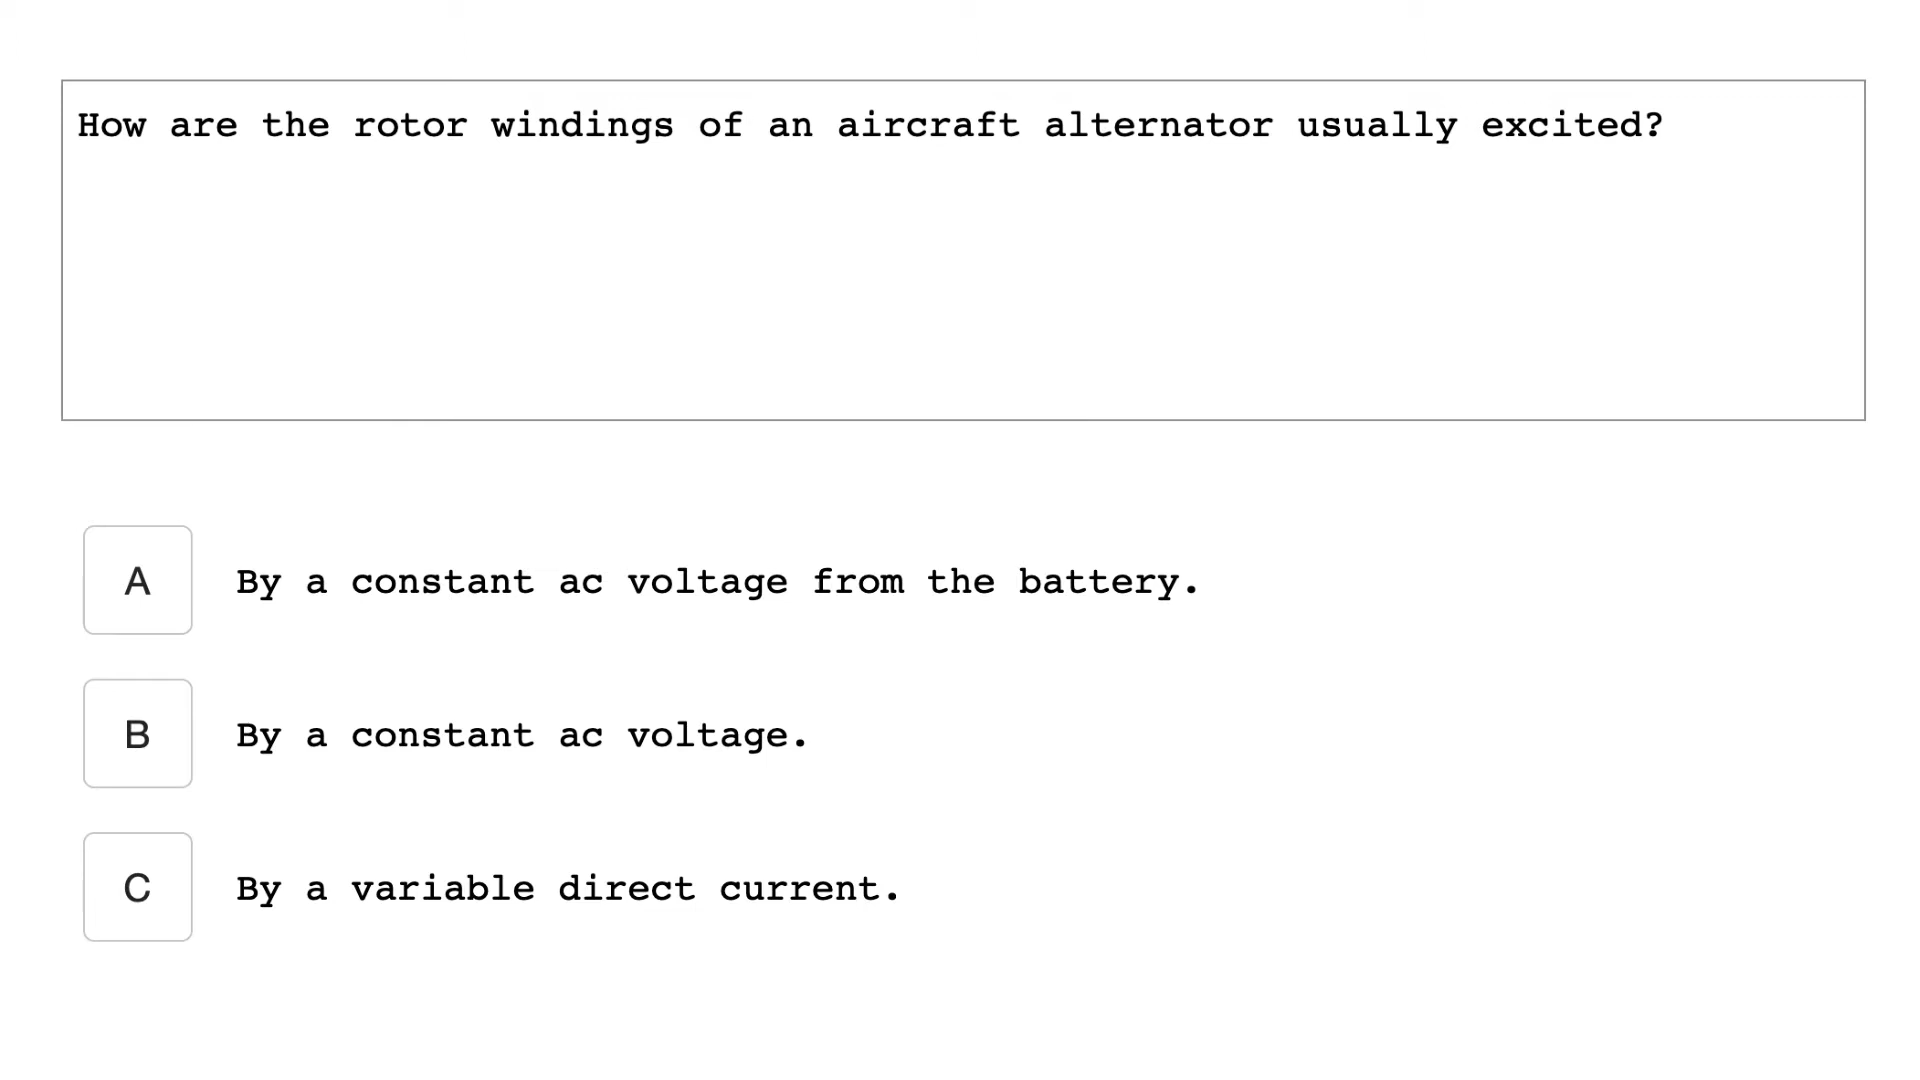 How are the rotor windings of an aircraft alternator usually excited?
A By a constant ac voltage from the battery.
B By a constant ac voltage.
C By a variable direct current.